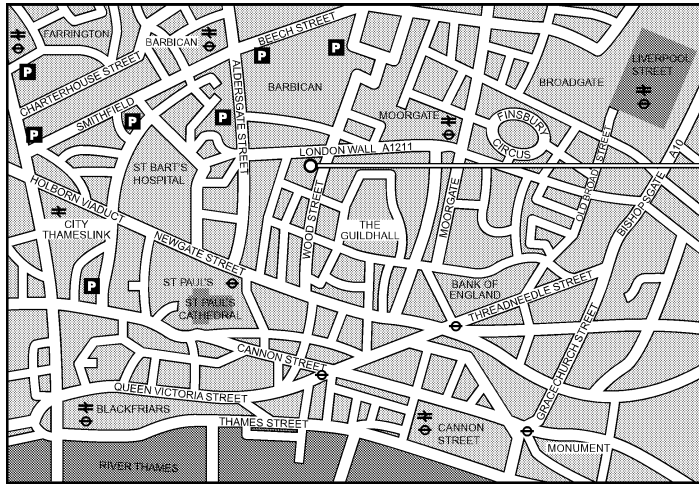 FARRINGTON
BARBICAN
BEECH STREET
P
P
P
CHARTERHOUSE STREET
SMITHFIELD
ALDERSGATE STREET
BARBICAN
BROADGATE
LIVERPOOL
STREET
P
P
P
MOORGATE
FINSBURY
CIRCUS
LONDON WALL A1211
A10
ST BART'S
HOSPITAL
HOLBORN VIADUCT
WOOD STREET
MOORGATE
OLD BROAD STREET
BISHOPSGATE
CITY
THAMESLINK
THE
GUILDHALL
NEWGATE STREET
P
ST PAUL'S
ST PAUL'S
CATHEDRAL
BANK OF
ENGLAND
THREADNEEDLE STREET
CANNON STREET
GRACECHURCH STREET
QUEEN VICTORIA STREET
BLACKFRIARS
THAMES STREET
CANNON
STREET
MONUMENT
RIVER THAMES